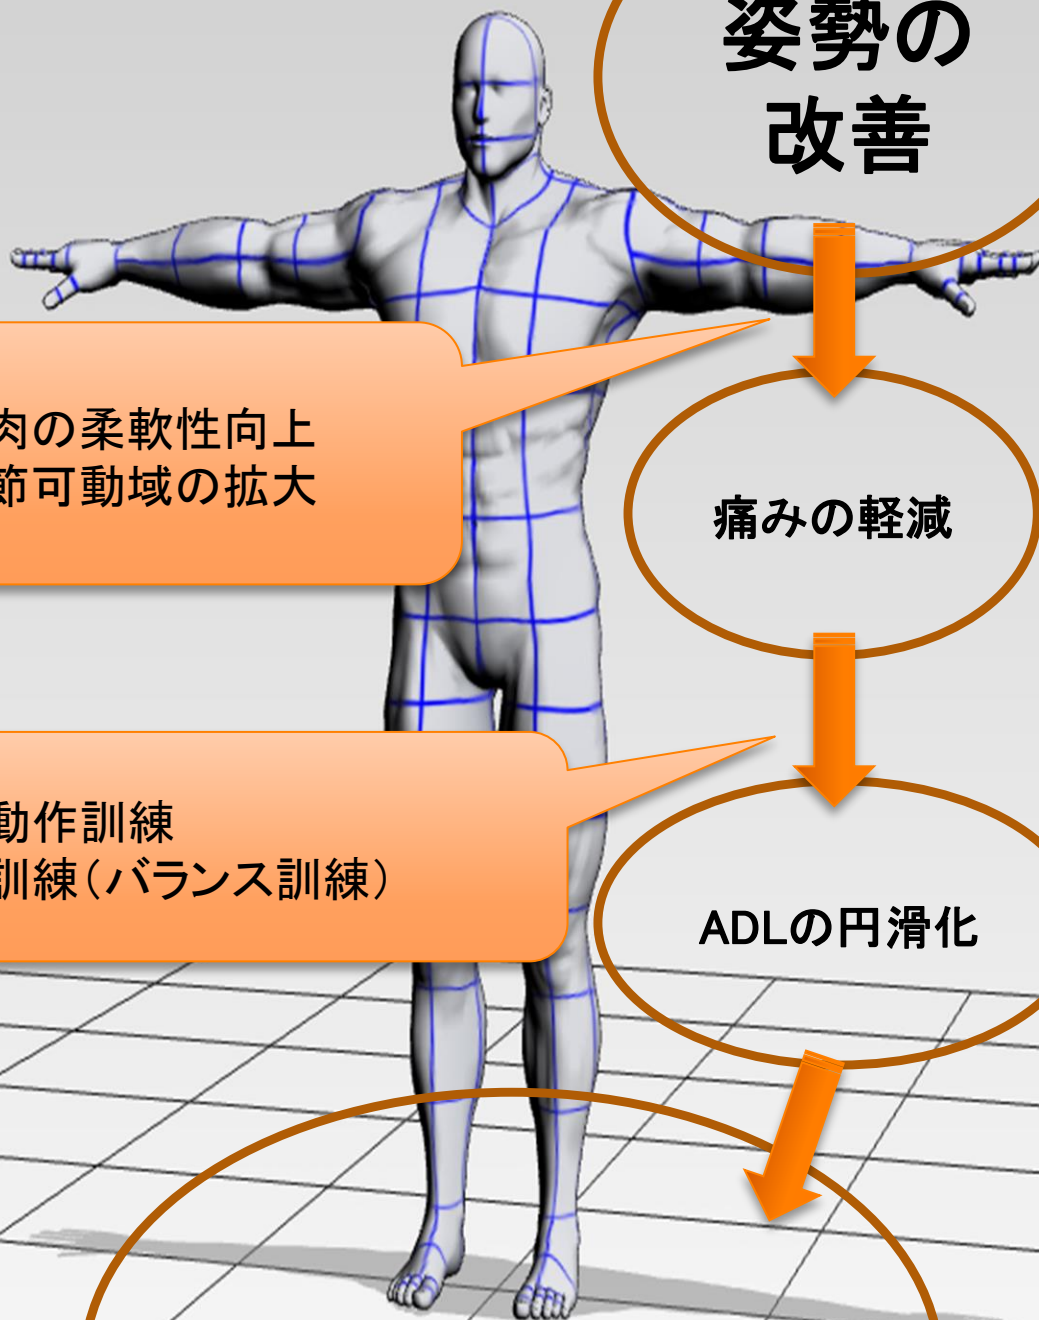 姿勢の
改善
肉の柔軟性向上
節可動域の拡大
痛みの軽減
動作訓練
訓練（バランス訓練）
ADLの円滑化